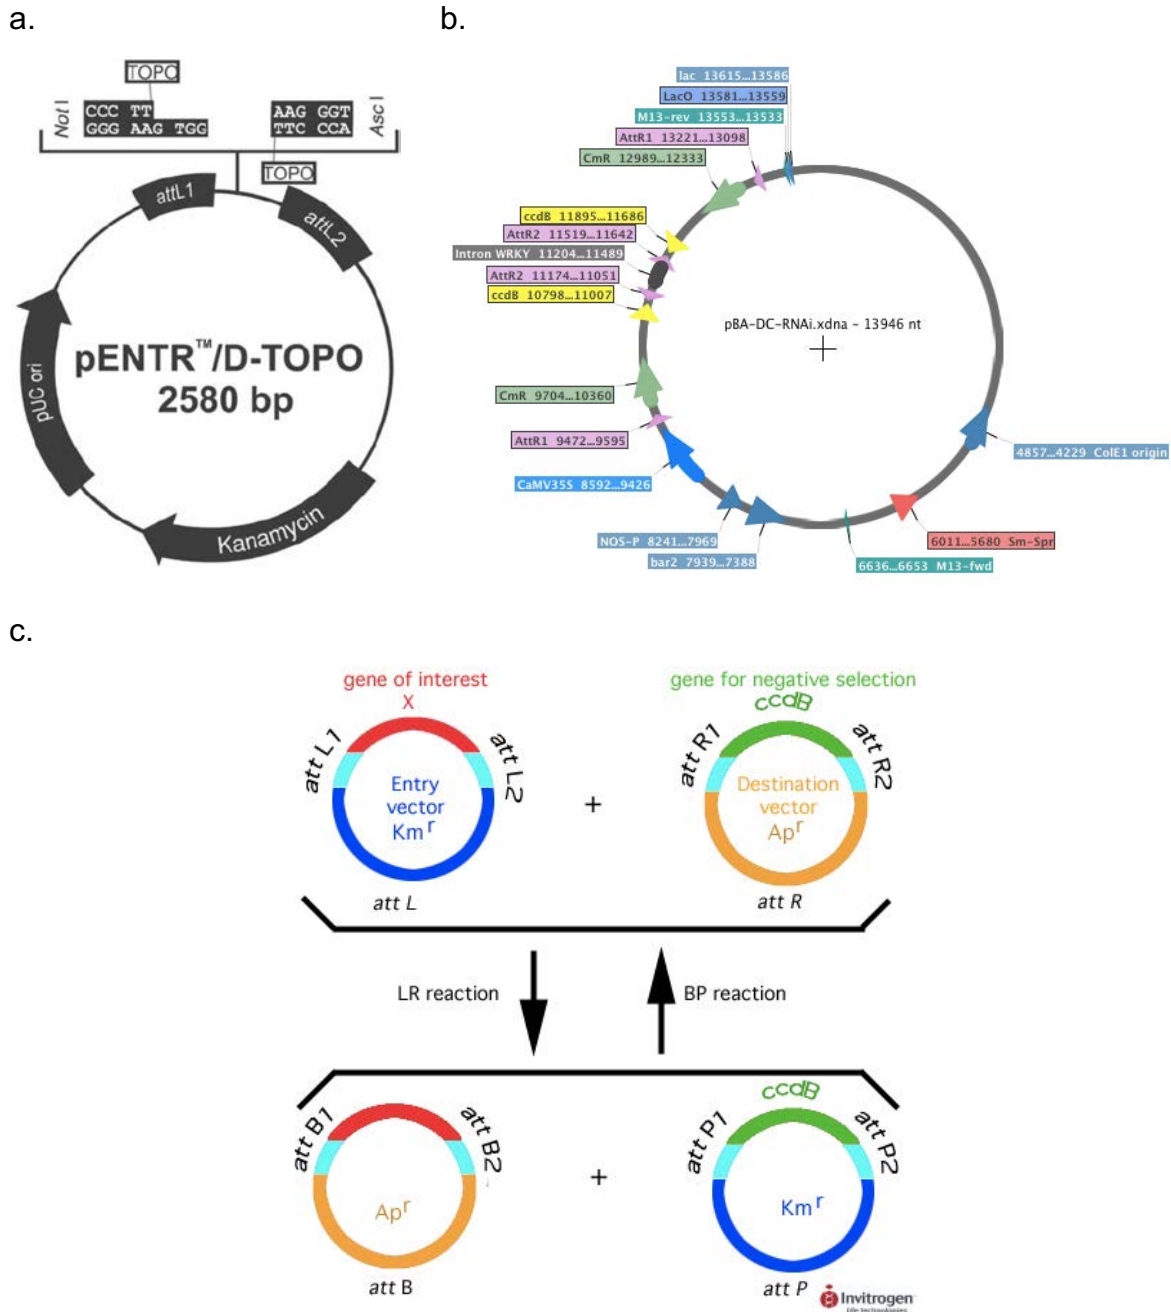 a.
TOPO
Not I
CCC TT
GGG AAG TGG
AAG GGT
TTC CCA
Asc I
TOPO
attL1
attL2
pUC ori
pENTR™/D-TOPO
2580 bp
Kanamycin
b.
lac 13615...13586
LacO 13581...13559
M13-rev 13553...13533
AttR1 13221...13098
CmR 12989...12333
ccdB 11895...11686
AttR2 11519...11642
Intron WRKY 11204...11489
AttR2 11174...11051
ccdB 10798...11007
pBA-DC-RNAi.xdna - 13946 nt
CmR 9704...10360
AttR1 9472...9595
CaMV35S 8592...9426
NOS-P 8241...7969
bar2 7939...7388
4857...4229 ColE1 origin
6011...5680 Sm-Spr
6636...6653 M13-fwd
c.
gene of interest
X
att L1
att L2
Entry
vector
Kmr
att L
+
gene for negative selection
ccdB
att R1
att R2
Destination
vector
Apr
att R
LR reaction
BP reaction
att B1
att B2
Apr
att B
+
ccdB
att P1
att P2
Kmr
att P
Invitrogen
life technologies